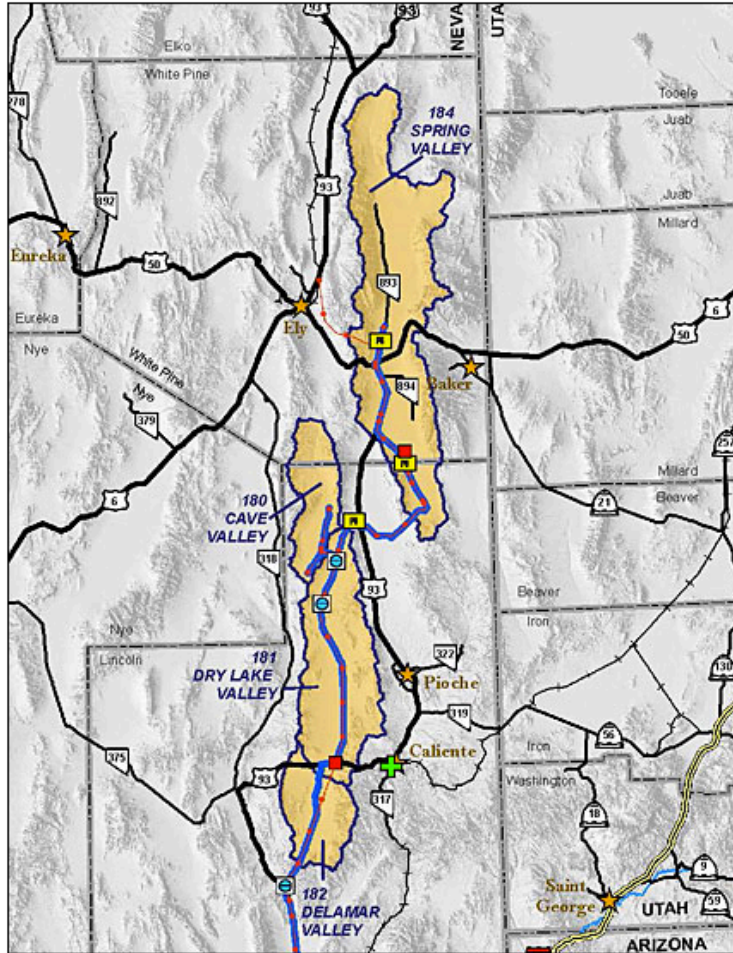 93
93
NEVA
UTA
Elko
White Pine
Tooele
Juab
278
184
SPRING
VALLEY
93
892
Juab
Millard
Eureka
50
893
6
50
Ely
Eureka
Nye
White Pine
Nye
Baker
894
379
257
6
180
CAVE
VALLEY
Millard
Beaver
21
318
93
Beaver
Iron
Nye
Lincoln
181
DRY LAKE
VALLEY
322
Pioche
130
319
375
93
Caliente
56
Iron
Washington
317
18
9
Saint
George
59
182
DELAMAR
VALLEY
UTAH
ARIZONA